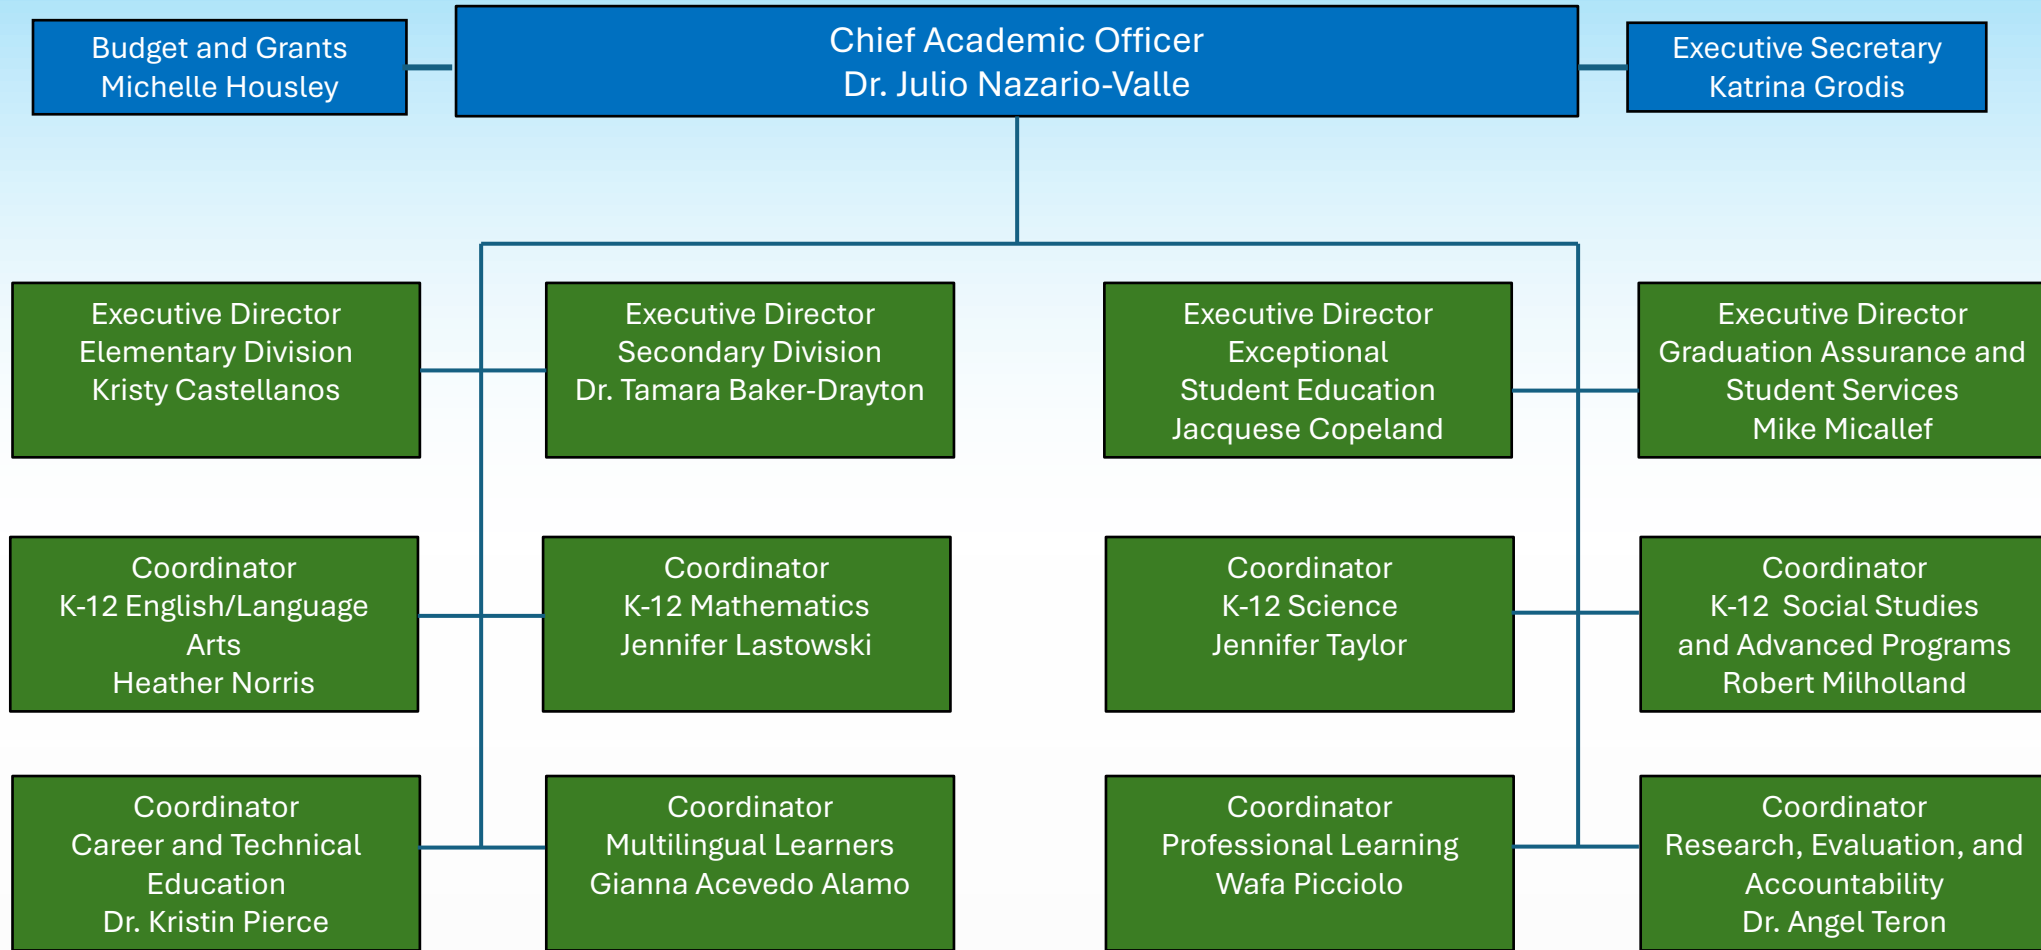 Budget and Grants
Michelle Housley
Chief Academic Officer
Dr. Julio Nazario-Valle
Executive Secretary
Katrina Grodis
Executive Director
Elementary Division
Kristy Castellanos
Executive Director
Secondary Division
Dr. Tamara Baker-Drayton
Executive Director
Exceptional
Student Education
Jacquese Copeland
Executive Director
Graduation Assurance and
Student Services
Mike Micallef
Coordinator
K-12 English/Language
Arts
Heather Norris
Coordinator
K-12 Mathematics
Jennifer Lastowski
Coordinator
K-12 Science
Jennifer Taylor
Coordinator
K-12 Social Studies
and Advanced Programs
Robert Milholland
Coordinator
Career and Technical
Education
Dr. Kristin Pierce
Coordinator
Multilingual Learners
Gianna Acevedo Alamo
Coordinator
Professional Learning
Wafa Picciolo
Coordinator
Research, Evaluation, and
Accountability
Dr. Angel Teron